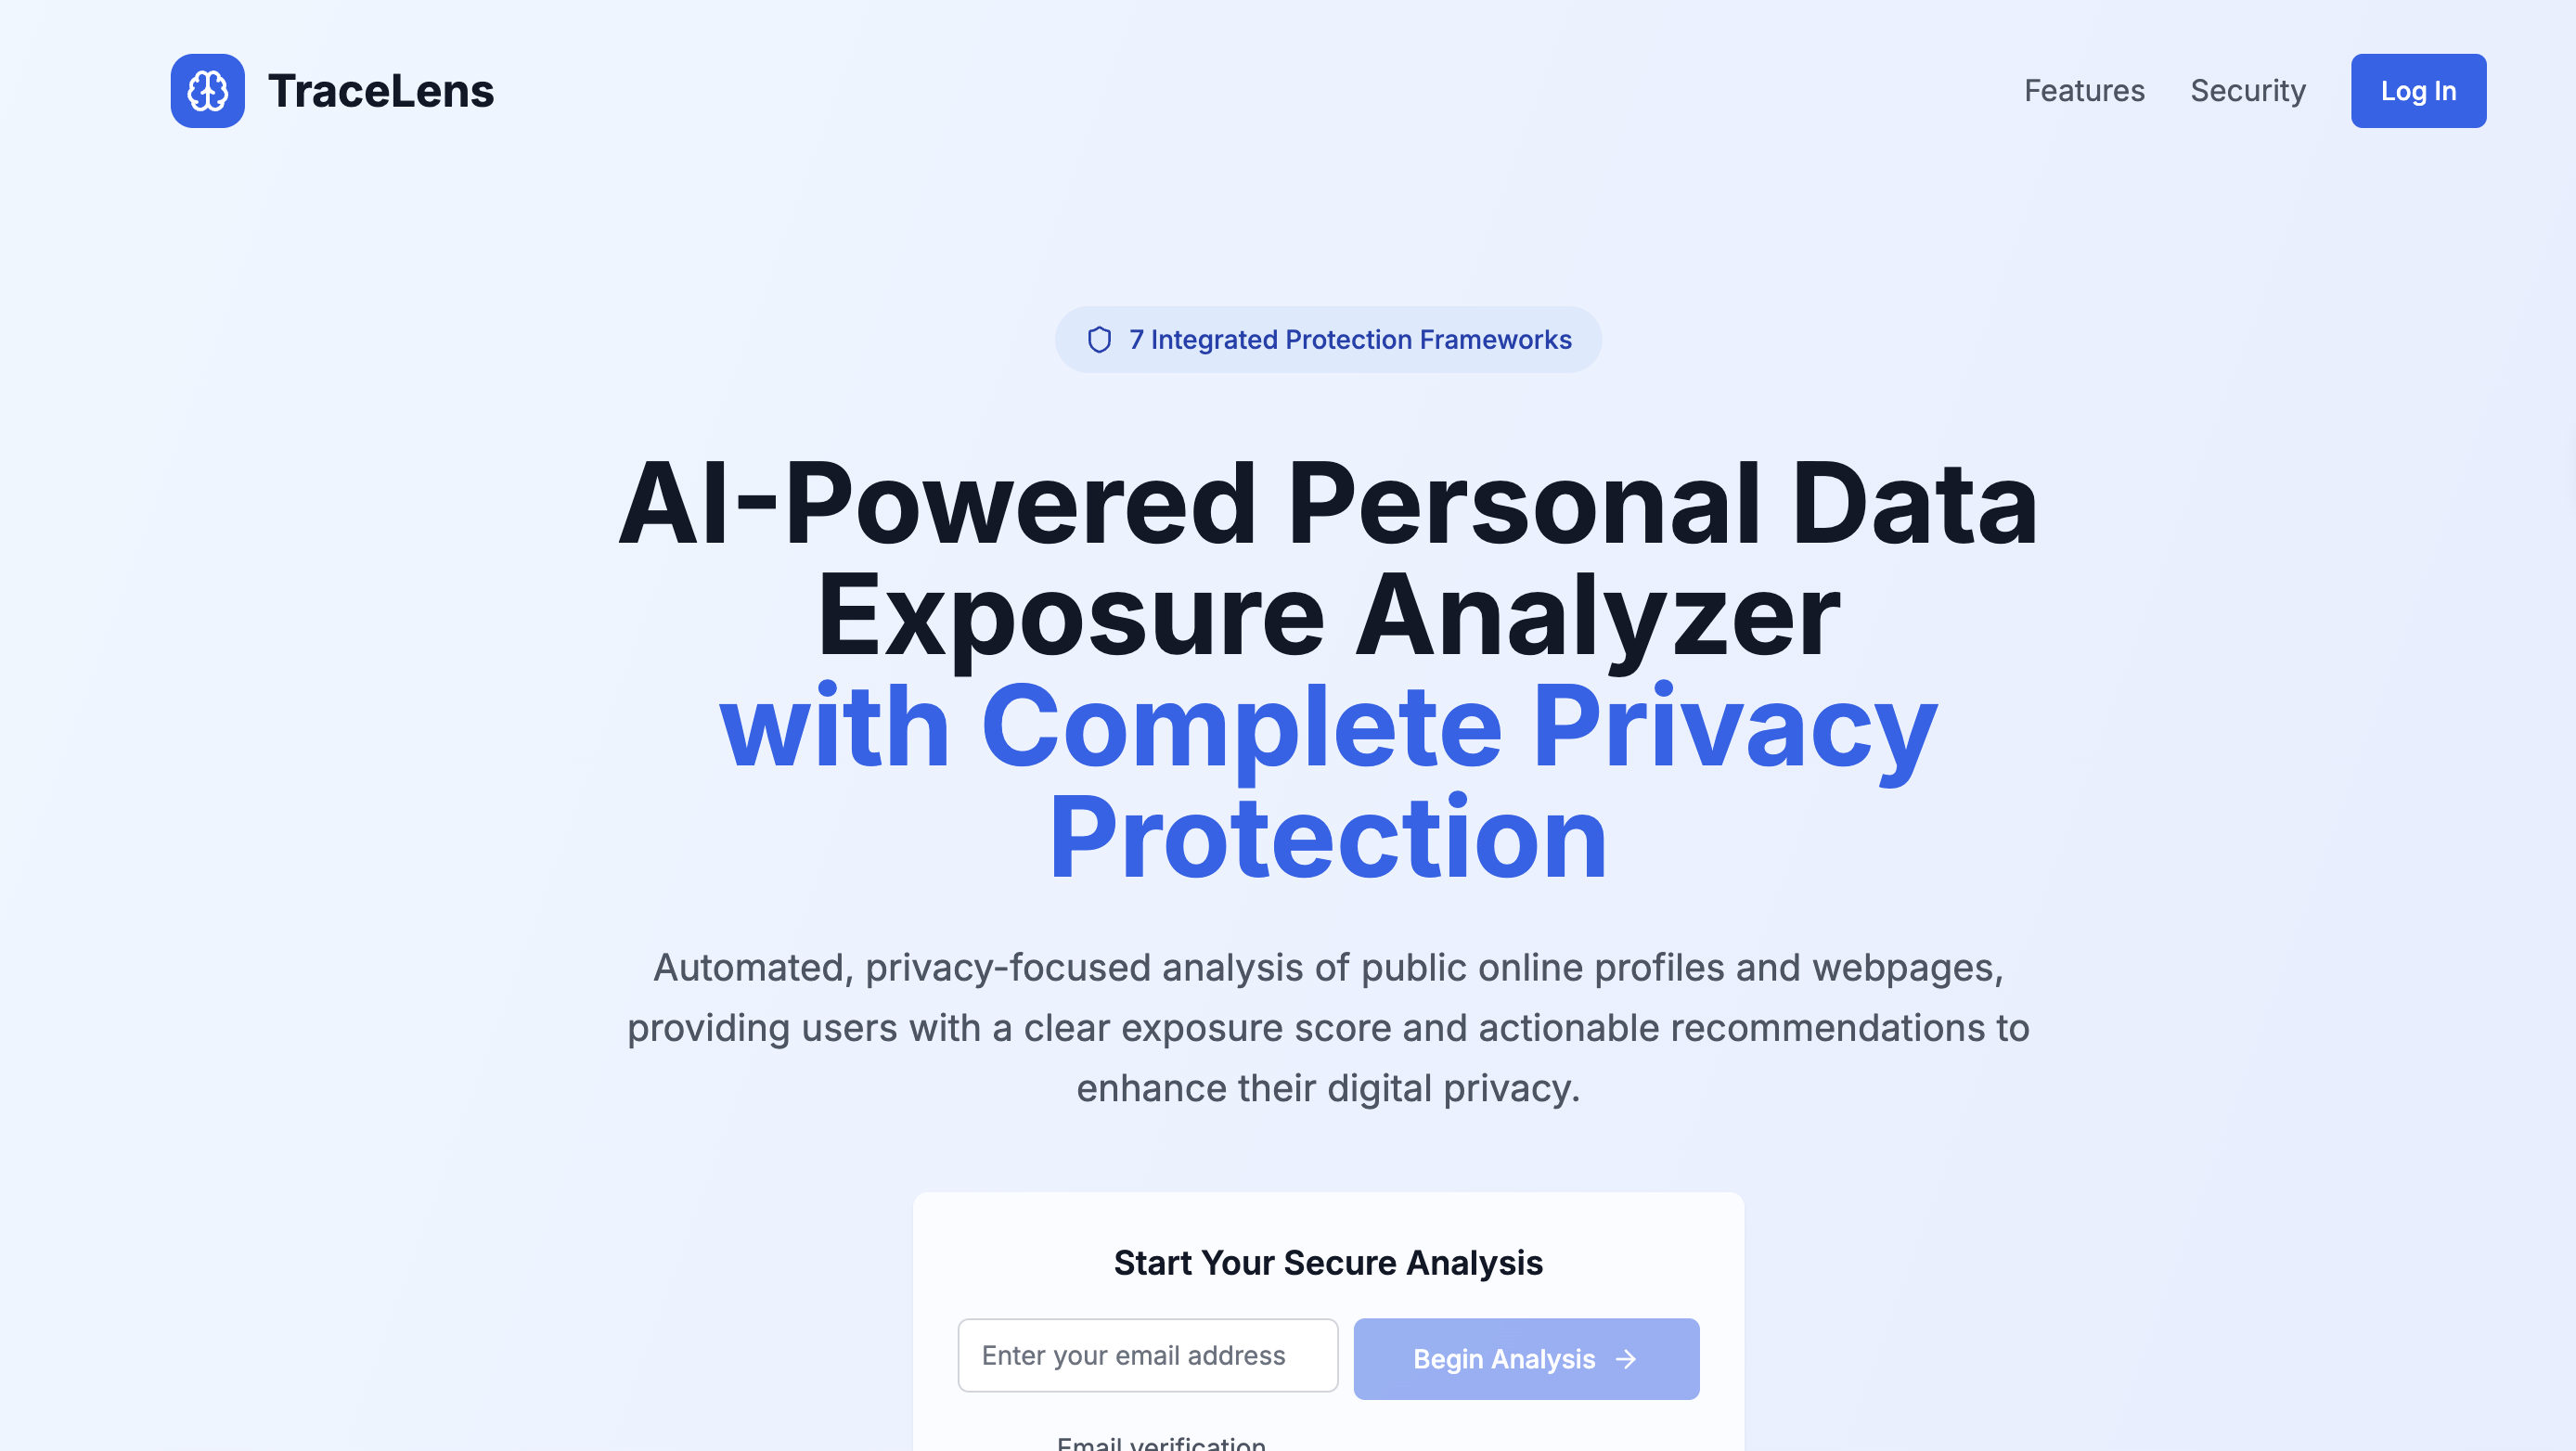 TraceLens
Features
Security
Log In
7 Integrated Protection Frameworks
AI-Powered Personal Data
Exposure Analyzer
with Complete Privacy
Protection
Automated, privacy-focused analysis of public online profiles and webpages,
providing users with a clear exposure score and actionable recommendations to
enhance their digital privacy.
Start Your Secure Analysis
Enter your email address
Begin Analysis
Email verification